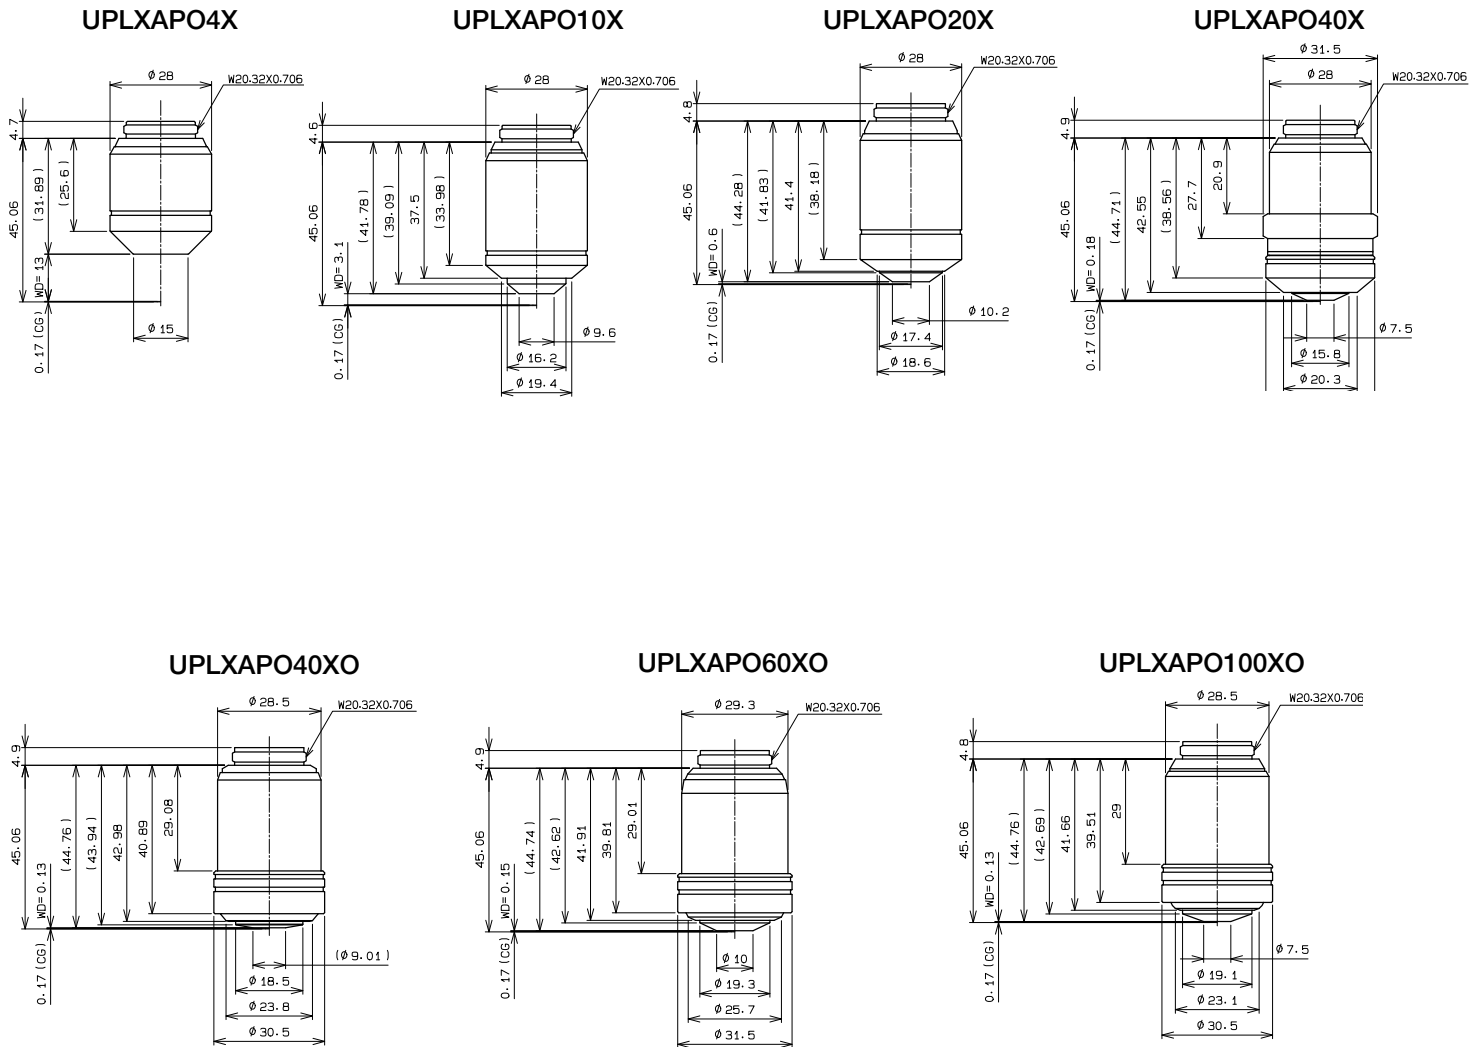 UPLXAPO4X
φ28
W20.32X0.706
4.7
45.06
(31.89)
(25.6)
WD=13
0.17(CG)
φ15
UPLXAPO10X
φ28
W20.32X0.706
4.6
45.06
(41.78)
(39.09)
37.5
(33.98)
WD=3.1
0.17(CG)
φ9.6
φ16.2
φ19.4
UPLXAPO20X
φ28
W20.32X0.706
4.8
45.06
(44.28)
(41.83)
41.4
(38.18)
WD=0.6
0.17(CG)
φ10.2
φ17.4
φ18.6
UPLXAPO40X
φ31.5
φ28
W20.32X0.706
4.9
45.06
(44.71)
42.55
(38.56)
27.7
20.9
WD=0.18
0.17(CG)
φ7.5
φ15.8
φ20.3
UPLXAPO40XO
φ28.5
W20.32X0.706
4.9
45.06
(44.76)
(43.94)
42.98
40.89
29.08
WD=0.13
0.17(CG)
(φ9.01)
φ18.5
φ23.8
φ30.5
UPLXAPO60XO
φ29.3
W20.32X0.706
4.9
45.06
(44.74)
(42.62)
41.91
39.81
29.01
WD=0.15
0.17(CG)
φ10
φ19.3
φ25.7
φ31.5
UPLXAPO100XO
φ28.5
W20.32X0.706
4.8
45.06
(44.76)
(42.69)
41.66
39.51
29
WD=0.13
0.17(CG)
φ7.5
φ19.1
φ23.1
φ30.5